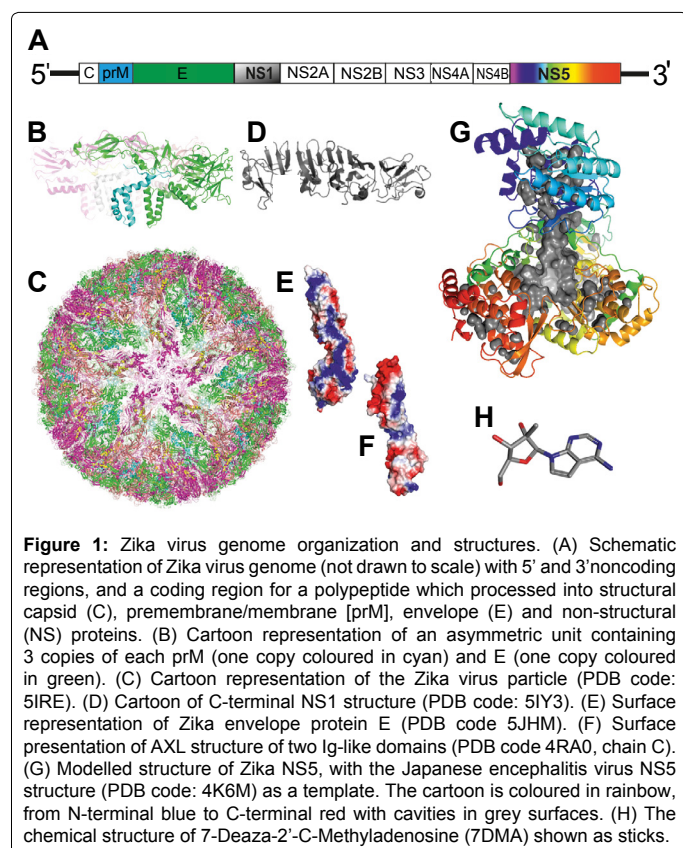 A
5' C prM E NS1 NS2A NS2B NS3 NS4A NS4B NS5 3'
B
D
G
C
E
F
H
Figure 1: Zika virus genome organization and structures. (A) Schematic
representation of Zika virus genome (not drawn to scale) with 5' and 3'noncoding
regions, and a coding region for a polypeptide which processed into structural
capsid (C), premembrane/membrane [prM], envelope (E) and non-structural
(NS) proteins. (B) Cartoon representation of an asymmetric unit containing
3 copies of each prM (one copy coloured in cyan) and E (one copy coloured
in green). (C) Cartoon representation of the Zika virus particle (PDB code:
5IRE). (D) Cartoon of C-terminal NS1 structure (PDB code: 5IY3). (E) Surface
representation of Zika envelope protein E (PDB code 5JHM). (F) Surface
presentation of AXL structure of two Ig-like domains (PDB code 4RA0, chain C).
(G) Modelled structure of Zika NS5, with the Japanese encephalitis virus NS5
structure (PDB code: 4K6M) as a template. The cartoon is coloured in rainbow,
from N-terminal blue to C-terminal red with cavities in grey surfaces. (H) The
chemical structure of 7-Deaza-2'-C-Methyladenosine (7DMA) shown as sticks.